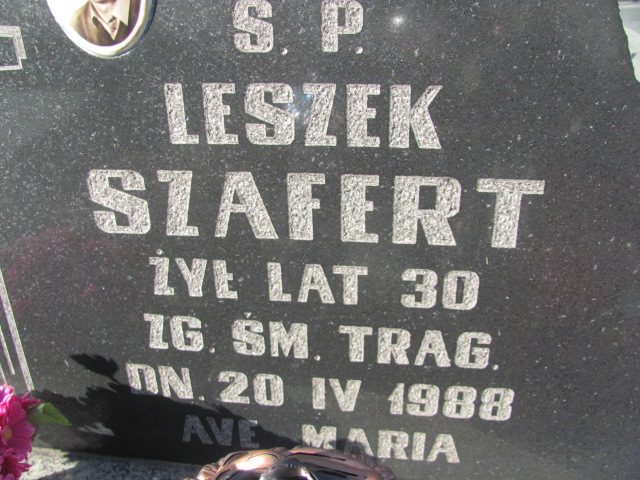 Ś. P.
LESZEK
SZAFERT
ŻYŁ LAT 30
ZG. ŚM. TRAG.
DN. 20 IV 1988
AVE MARIA